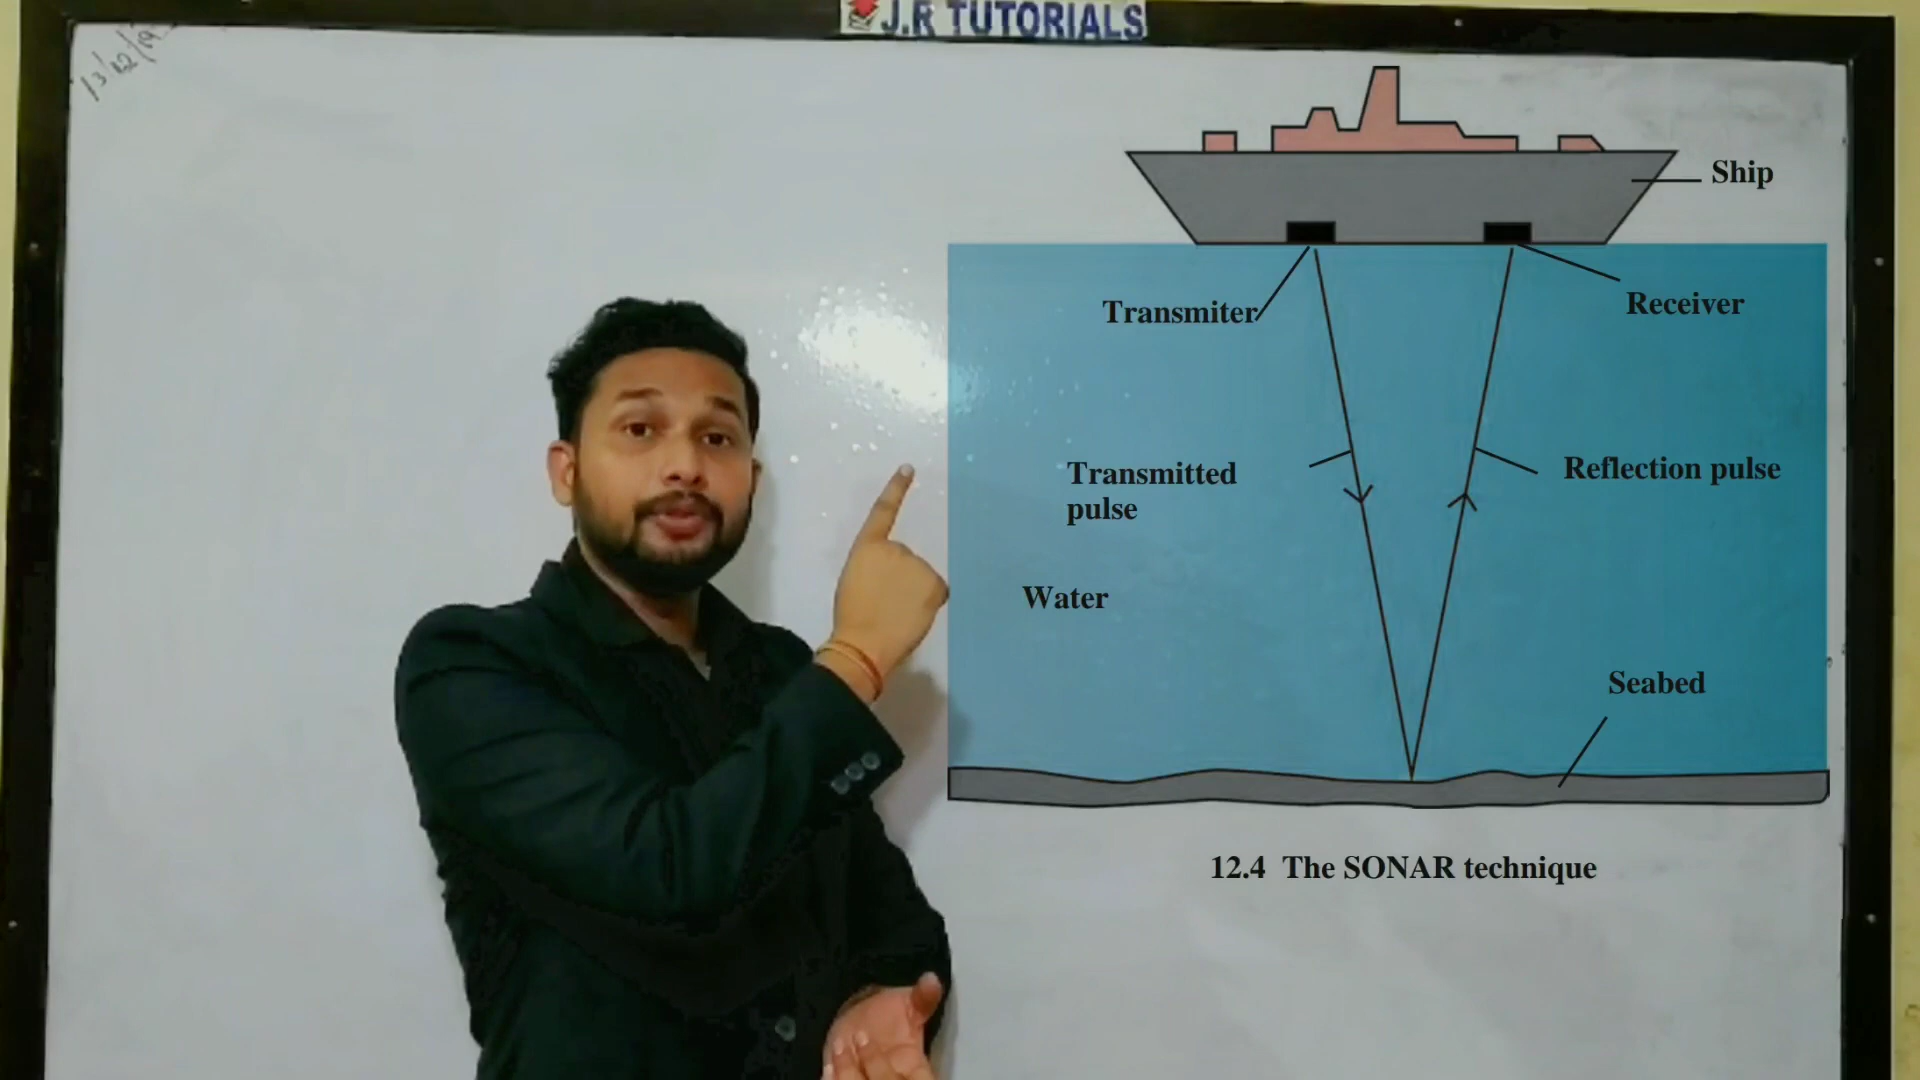 J.R TUTORIALS
Ship
Transmiter
Receiver
Transmitted
pulse
Reflection pulse
Water
Seabed
12.4 The SONAR technique